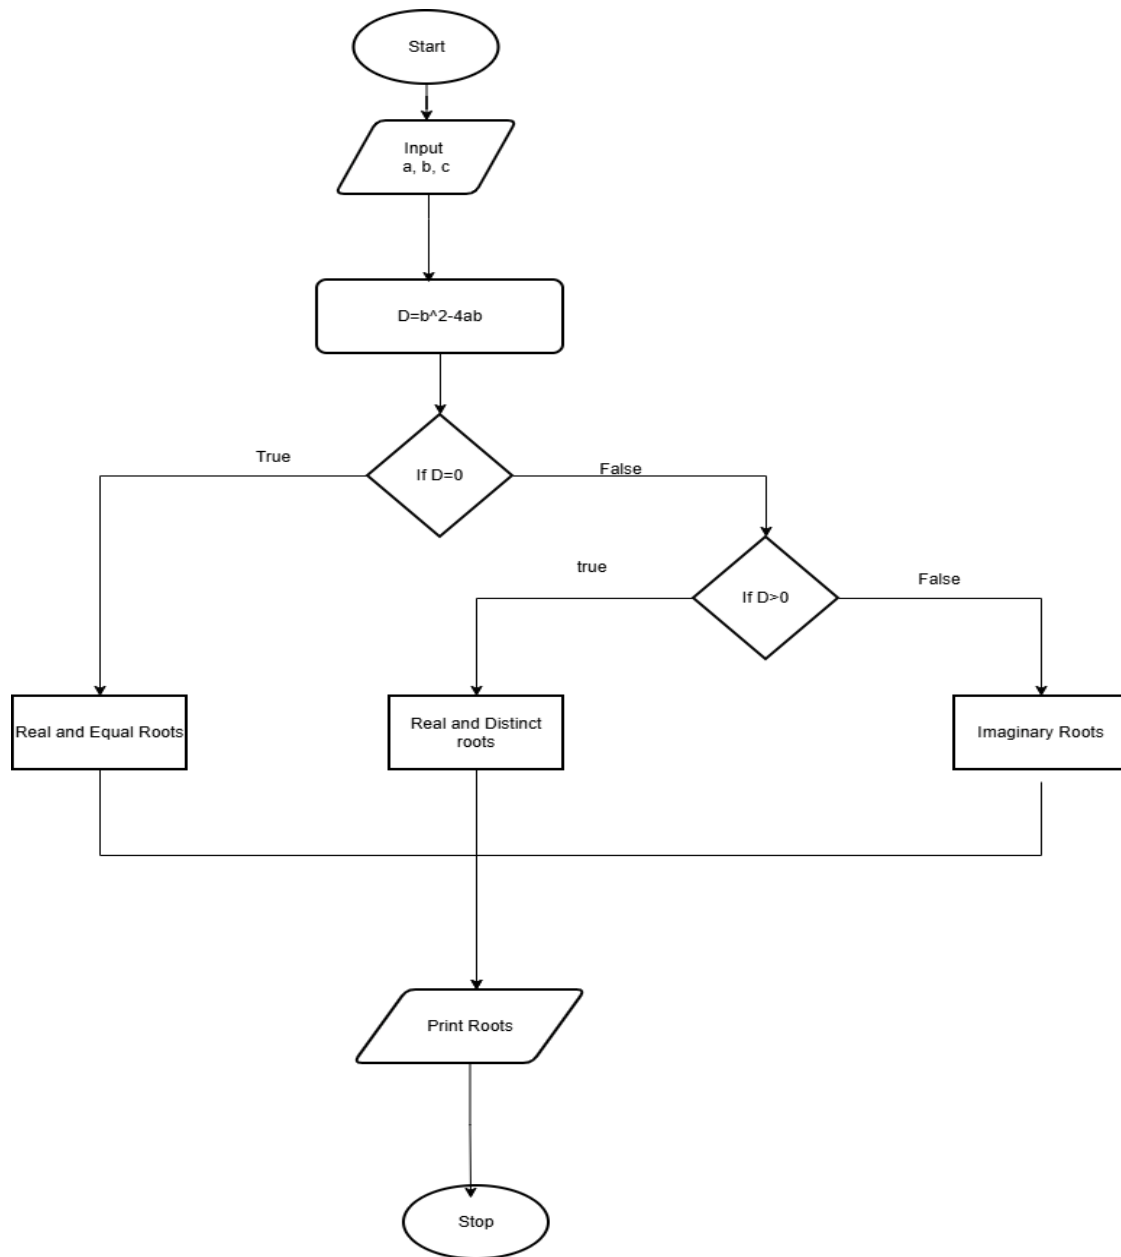 Start
Input
a, b, c
D=b^2-4ab
If D=0
True
False
If D>0
true
False
Real and Equal Roots
Real and Distinct
roots
Imaginary Roots
Print Roots
Stop